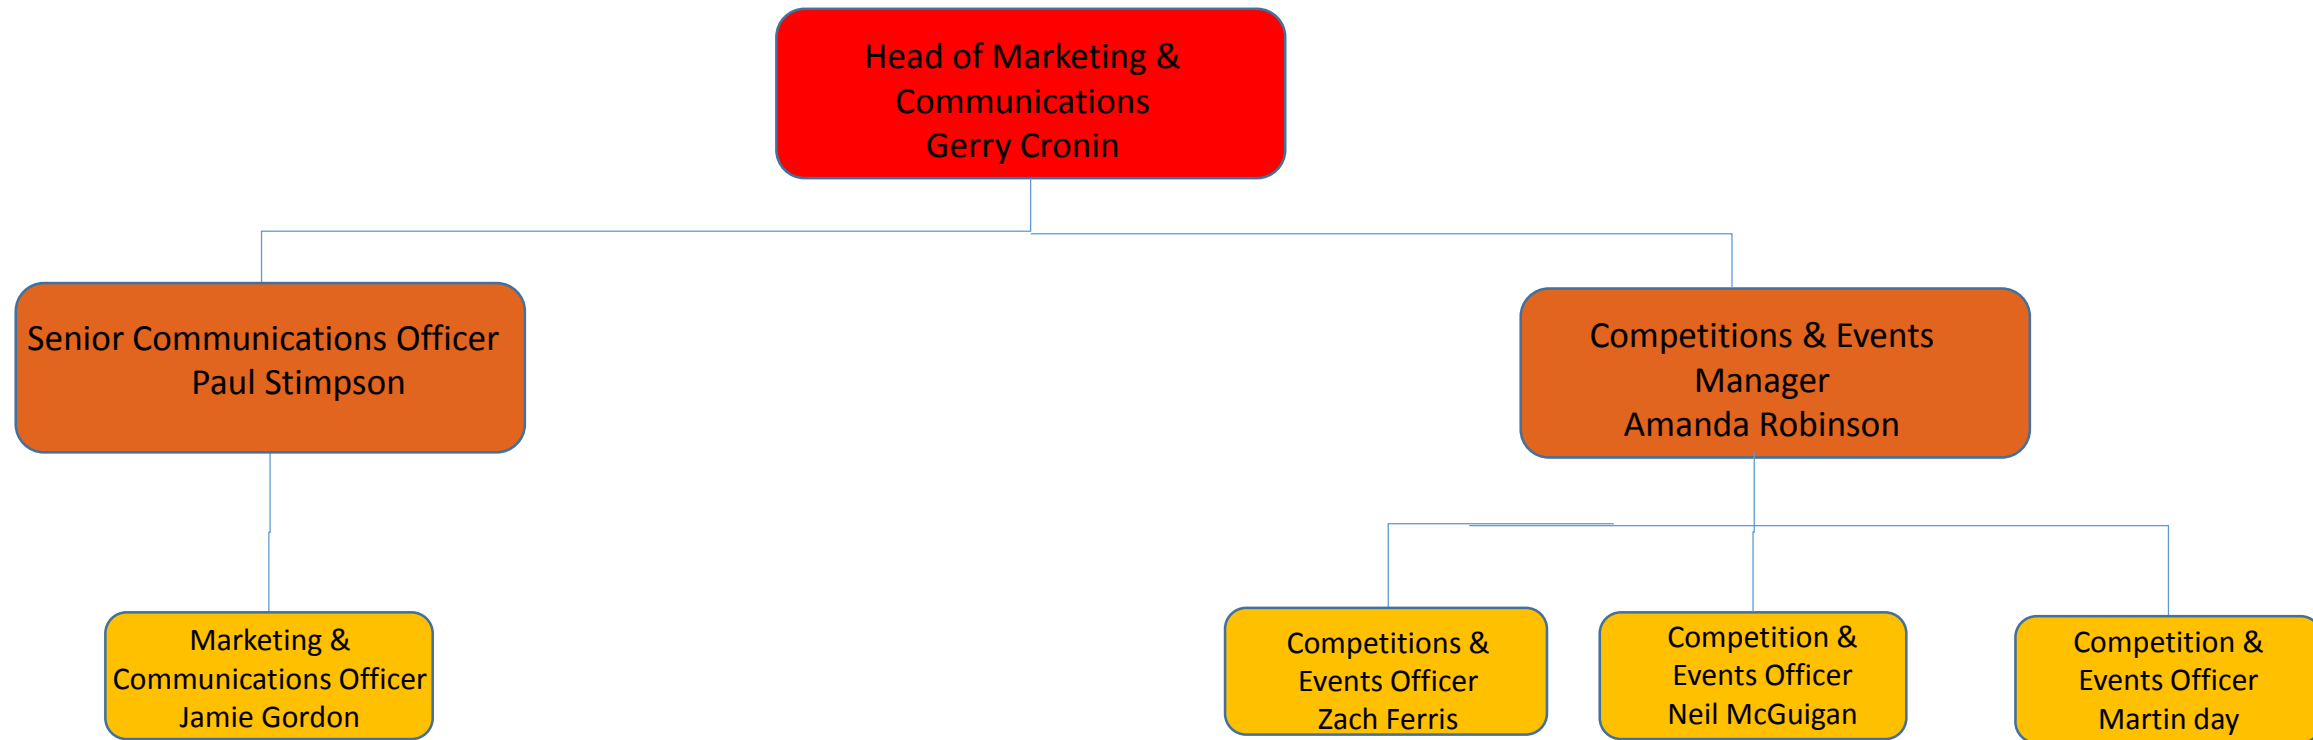 Head of Marketing &
Communications
Gerry Cronin
Senior Communications Officer
Paul Stimpson
Competitions & Events
Manager
Amanda Robinson
Marketing &
Communications Officer
Jamie Gordon
Competitions &
Events Officer
Zach Ferris
Competition &
Events Officer
Neil McGuigan
Competition &
Events Officer
Martin day